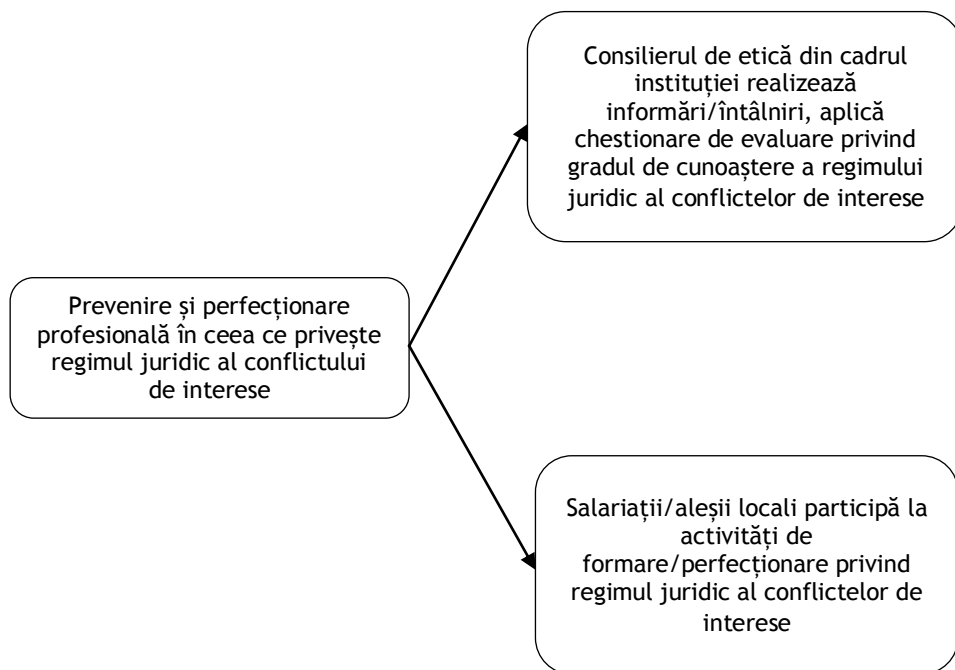 Consilierul de etică din cadrul
instituției realizează
informări/întâlniri, aplică
chestionare de evaluare privind
gradul de cunoaștere a regimului
juridic al conflictelor de interese
Prevenire și perfecționare
profesională în ceea ce privește
regimul juridic al conflictului
de interese
Salariații/aleșii locali participă la
activități de
formare/perfecționare privind
regimul juridic al conflictelor de
interese